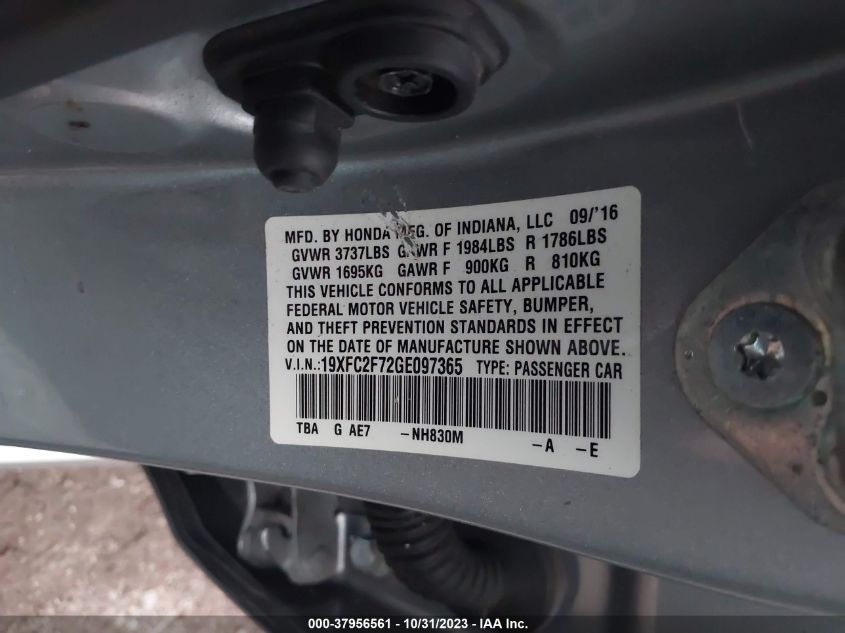 MFD. BY HONDA MFG. OF INDIANA, LLC 09/'16
GVWR 3737LBS GAWR F 1984LBS R 1786LBS
GVWR 1695KG GAWR F 900KG R 810KG
THIS VEHICLE CONFORMS TO ALL APPLICABLE
FEDERAL MOTOR VEHICLE SAFETY, BUMPER,
AND THEFT PREVENTION STANDARDS IN EFFECT
ON THE DATE OF MANUFACTURE SHOWN ABOVE.
V.I.N.:19XFC2F72GE097365 TYPE: PASSENGER CAR
TBA G AE7 -NH830M -A -E
000-37956561 - 10/31/2023 - IAA Inc.